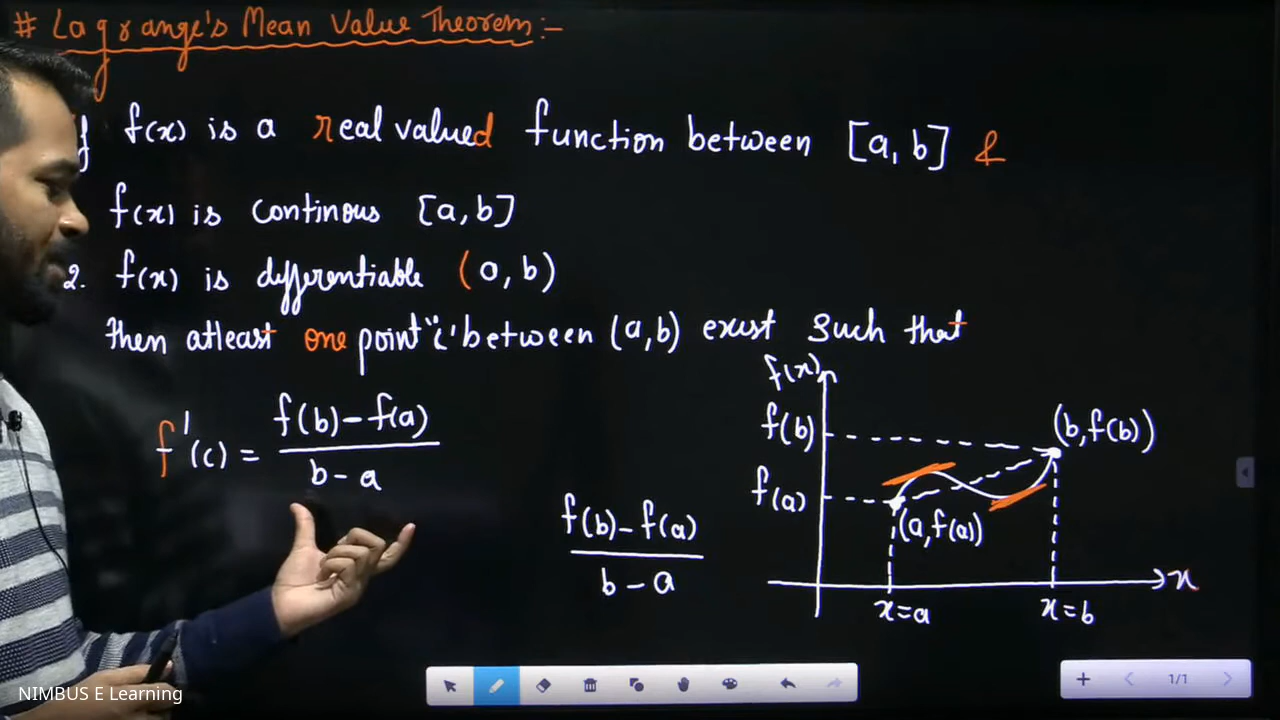 # Lagrange's Mean Value Theorem:-
f f(x) is a real valued function between [a, b] &
f(x) is continous [a, b]
2. f(x) is differentiable (a, b)
then atleast one point "c" between (a, b) exist such that
f'(c) = f(b) - f(a) / b - a
f(b) - f(a) / b - a
f(x)
f(b)
(b, f(b))
f(a)
(a, f(a))
x
x = a
x = b
1/1
NIMBUS E Learning